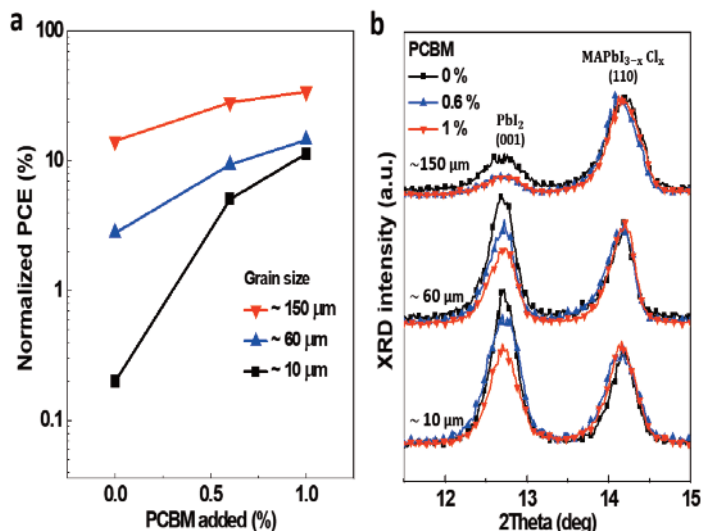 a
100
10
1
0.1
Normalized PCE (%)
Grain size
~ 150 μm
~ 60 μm
~ 10 μm
0.0
0.5
1.0
PCBM added (%)
b
PCBM
0 %
0.6 %
1 %
PbI₂
(001)
MAPbI₃₋ₓ Clₓ
(110)
~150 μm
~ 60 μm
~ 10 μm
XRD intensity (a.u.)
12
13
14
15
2Theta (deg)